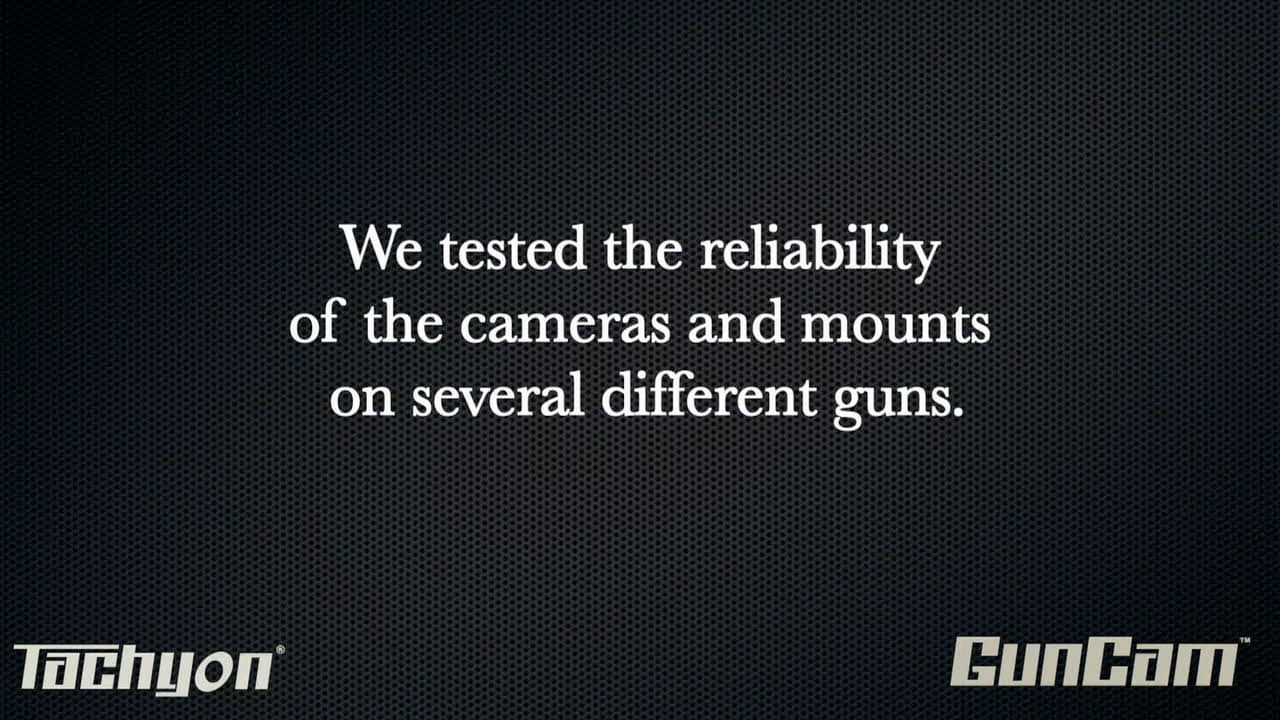 We tested the reliability
of the cameras and mounts
on several different guns.
Tachyon®
GunCam™